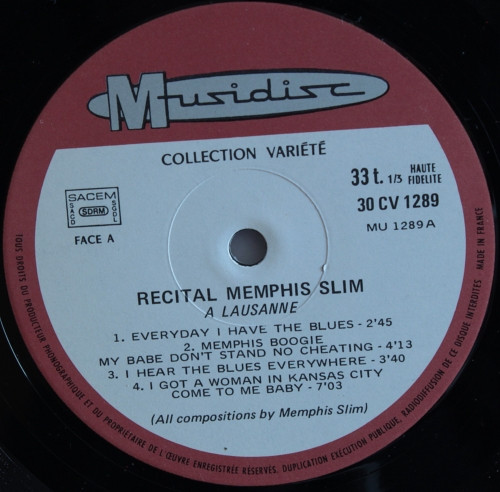 Musidisc
COLLECTION VARIÉTÉ
SACEM
SACD SDRM SGDL
FACE A
33 t. 1/3 HAUTE FIDELITE
30 CV 1289
MU 1289 A
RECITAL MEMPHIS SLIM
A LAUSANNE
1. EVERYDAY I HAVE THE BLUES - 2'45
2. MEMPHIS BOOGIE
MY BABE DON'T STAND NO CHEATING - 4'13
3. I HEAR THE BLUES EVERYWHERE - 3'40
4. I GOT A WOMAN IN KANSAS CITY
COME TO ME BABY - 7'03
(All compositions by Memphis Slim)
TOUS DROITS DU PRODUCTEUR PHONOGRAPHIQUE ET DU PROPRIÉTAIRE DE L'ŒUVRE ENREGISTRÉE RÉSERVÉS. DUPLICATION EXÉCUTION PUBLIQUE, RADIODIFFUSION DE CE DISQUE INTERDITES - MADE IN FRANCE